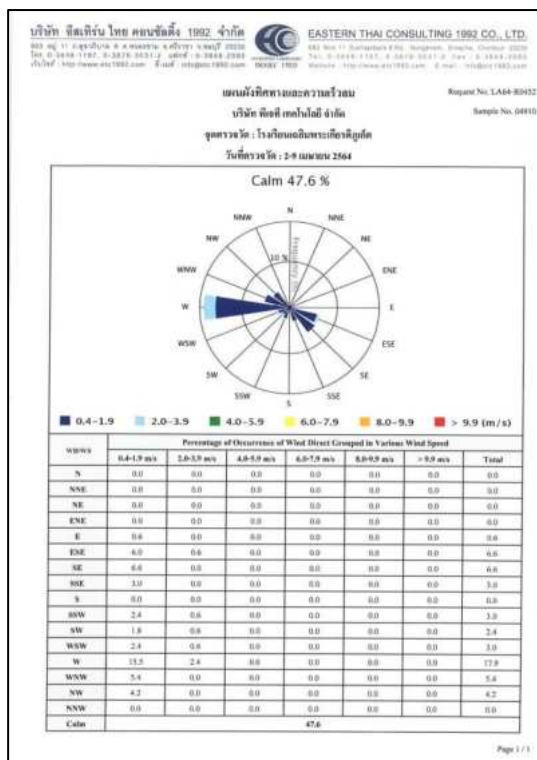 บริษัท อีสเทิร์น ไทย คอนซัลติ้ง 1992 จำกัด
EASTERN THAI CONSULTING 1992 CO., LTD.
แผนผังทิศทางและความเร็วลม
Request No. LA64-R0432
บริษัท พีเอที เทคโนโลยี จำกัด
Sample No. 04910
จุดตรวจวัด : โรงเรียนเฉลิมพระเกียรติภูเก็ต
วันที่ตรวจวัด : 2-9 เมษายน 2564
Calm 47.6 %
N
NNW
NNE
NW
NE
10 %
WNW
ENE
W
E
WSW
ESE
SW
SE
SSW
SSE
S
0.4-1.9 2.0-3.9 4.0-5.9 6.0-7.9 8.0-9.9 > 9.9 (m/s)
WD/WS Percentage of Occurrence of Wind Direct Grouped in Various Wind Speed
0.4-1.9 m/s 2.0-3.9 m/s 4.0-5.9 m/s 6.0-7.9 m/s 8.0-9.9 m/s > 9.9 m/s Total
N 0.0 0.0 0.0 0.0 0.0 0.0 0.0
NNE 0.0 0.0 0.0 0.0 0.0 0.0 0.0
NE 0.0 0.0 0.0 0.0 0.0 0.0 0.0
ENE 0.0 0.0 0.0 0.0 0.0 0.0 0.0
E 0.6 0.0 0.0 0.0 0.0 0.0 0.6
ESE 6.0 0.6 0.0 0.0 0.0 0.0 6.6
SE 6.6 0.0 0.0 0.0 0.0 0.0 6.6
SSE 3.0 0.0 0.0 0.0 0.0 0.0 3.0
S 0.0 0.0 0.0 0.0 0.0 0.0 0.0
SSW 2.4 0.6 0.0 0.0 0.0 0.0 3.0
SW 1.8 0.6 0.0 0.0 0.0 0.0 2.4
WSW 2.4 0.6 0.0 0.0 0.0 0.0 3.0
W 15.5 2.4 0.0 0.0 0.0 0.0 17.9
WNW 5.4 0.0 0.0 0.0 0.0 0.0 5.4
NW 4.2 0.0 0.0 0.0 0.0 0.0 4.2
NNW 0.0 0.0 0.0 0.0 0.0 0.0 0.0
Calm 47.6
Page 1 / 1